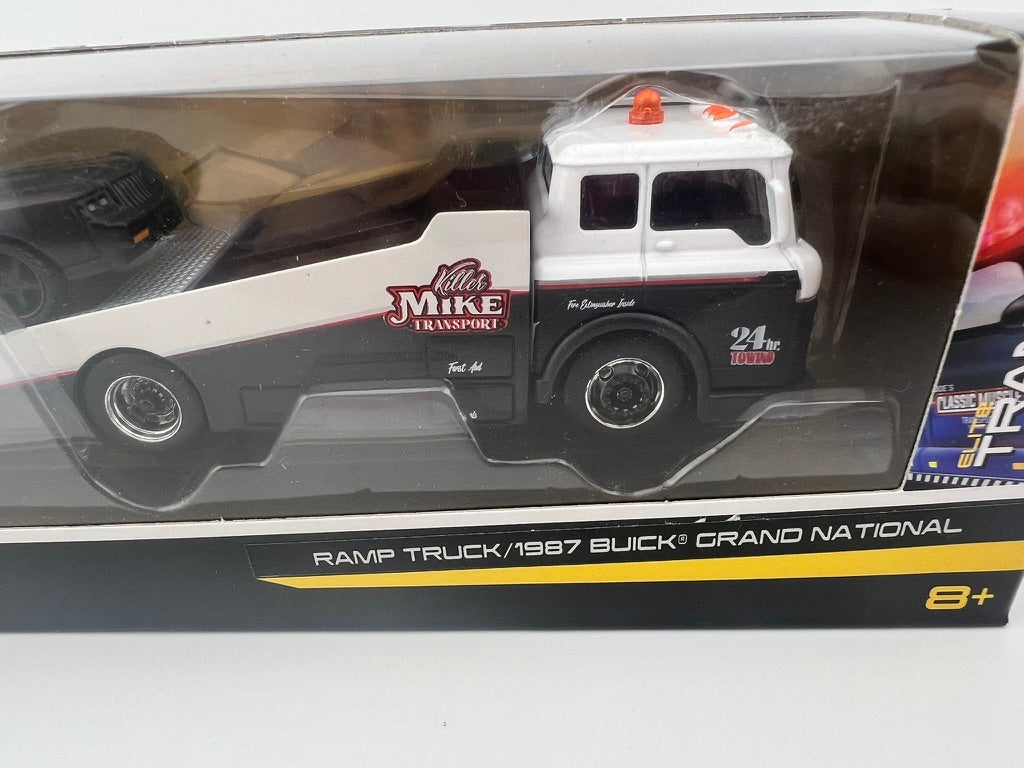 Killer
MIKE
TRANSPORT
Fire Extinguisher Inside
24hr.
TOWING
First Aid
CLASSIC MUSCLE
ELITE
RAMP TRUCK/1987 BUICK® GRAND NATIONAL
8+